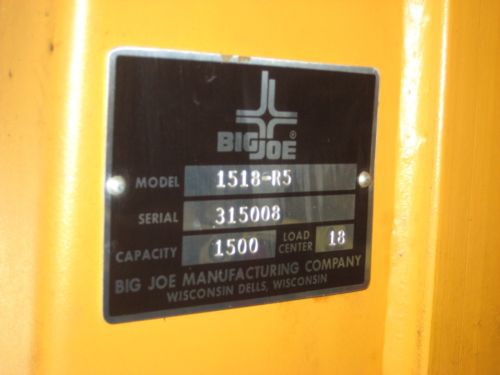 BIG JOE ®
MODEL 1518-R5
SERIAL 315008
CAPACITY 1500 LOAD CENTER 18
BIG JOE MANUFACTURING COMPANY
WISCONSIN DELLS, WISCONSIN